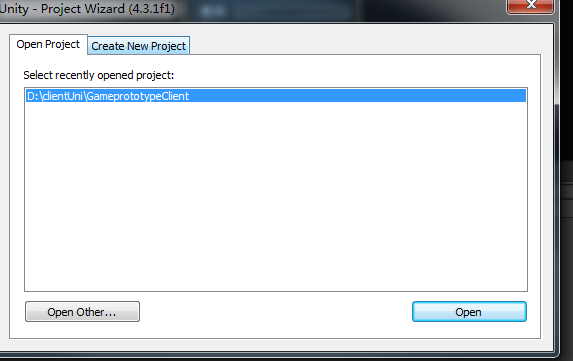 Unity - Project Wizard (4.3.1f1)
Open Project
Create New Project
Select recently opened project:
D:\clientUni\GameprototypeClient
Open Other...
Open